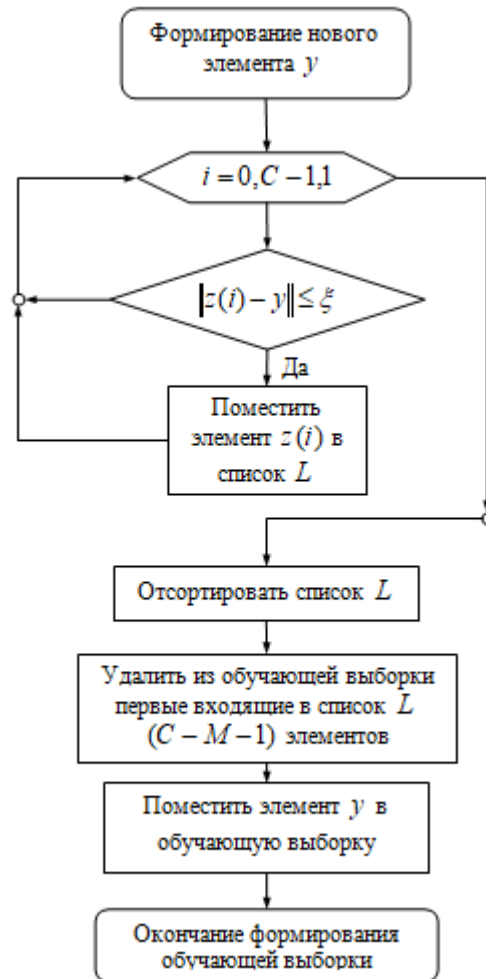 Формирование нового
элемента y
i = 0, C − 1,1
‖z(i) − y‖ ≤ ξ
Да
Поместить
элемент z(i) в
список L
Отсортировать список L
Удалить из обучающей выборки
первые входящие в список L
(C − M − 1) элементов
Поместить элемент y в
обучающую выборку
Окончание формирования
обучающей выборки